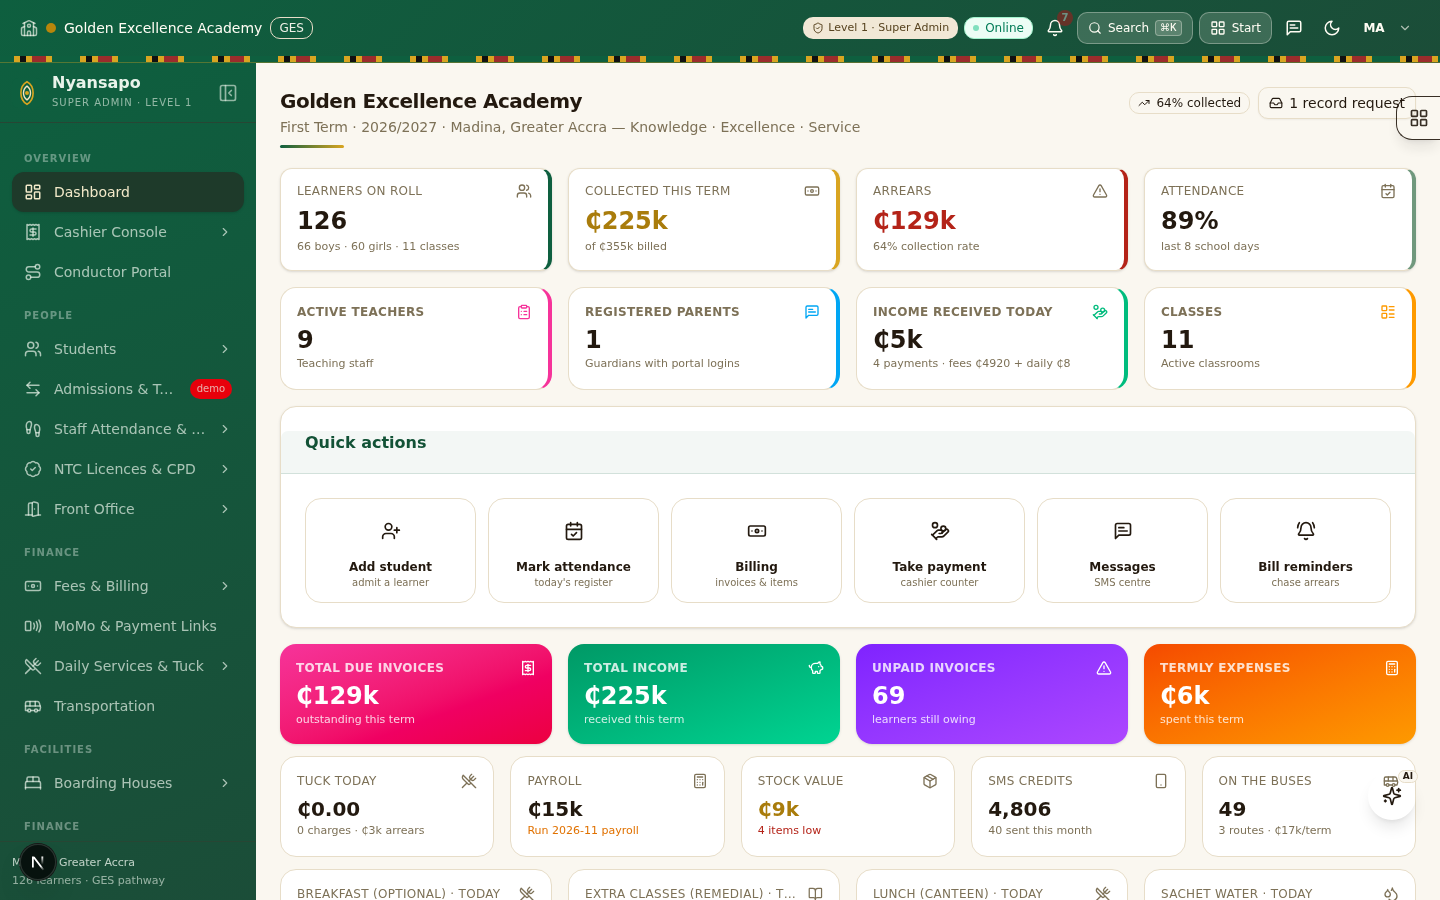 Golden Excellence Academy GES
Level 1 · Super Admin
Online
7
Search ⌘K
Start
MA
Nyansapo
SUPER ADMIN · LEVEL 1
OVERVIEW
Dashboard
Cashier Console
Conductor Portal
PEOPLE
Students
Admissions & T... demo
Staff Attendance & ...
NTC Licences & CPD
Front Office
FINANCE
Fees & Billing
MoMo & Payment Links
Daily Services & Tuck
Transportation
FACILITIES
Boarding Houses
FINANCE
Greater Accra
learners · GES pathway
N
Golden Excellence Academy
First Term · 2026/2027 · Madina, Greater Accra — Knowledge · Excellence · Service
64% collected
1 record request
LEARNERS ON ROLL
126
66 boys · 60 girls · 11 classes
COLLECTED THIS TERM
₵225k
of ₵355k billed
ARREARS
₵129k
64% collection rate
ATTENDANCE
89%
last 8 school days
ACTIVE TEACHERS
9
Teaching staff
REGISTERED PARENTS
1
Guardians with portal logins
INCOME RECEIVED TODAY
₵5k
4 payments · fees ₵4920 + daily ₵8
CLASSES
11
Active classrooms
Quick actions
Add student
admit a learner
Mark attendance
today's register
Billing
invoices & items
Take payment
cashier counter
Messages
SMS centre
Bill reminders
chase arrears
TOTAL DUE INVOICES
₵129k
outstanding this term
TOTAL INCOME
₵225k
received this term
UNPAID INVOICES
69
learners still owing
TERMLY EXPENSES
₵6k
spent this term
TUCK TODAY
₵0.00
0 charges · ₵3k arrears
PAYROLL
₵15k
Run 2026-11 payroll
STOCK VALUE
₵9k
4 items low
SMS CREDITS
4,806
40 sent this month
ON THE BUSES
49
3 routes · ₵17k/term
AI
BREAKFAST (OPTIONAL) · TODAY
EXTRA CLASSES (REMEDIAL) · T...
LUNCH (CANTEEN) · TODAY
SACHET WATER · TODAY